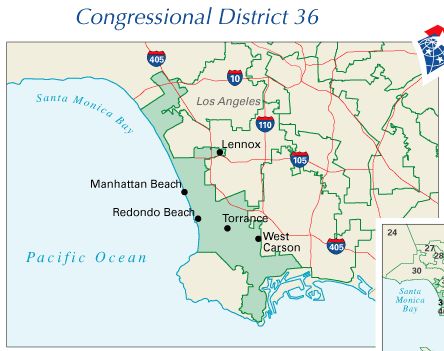 Congressional District 36
405
10
Santa Monica Bay
Los Angeles
110
Lennox
105
Manhattan Beach
Redondo Beach
Torrance
West
Carson
405
Pacific Ocean
24
27
28
30
Santa
Monica
Bay